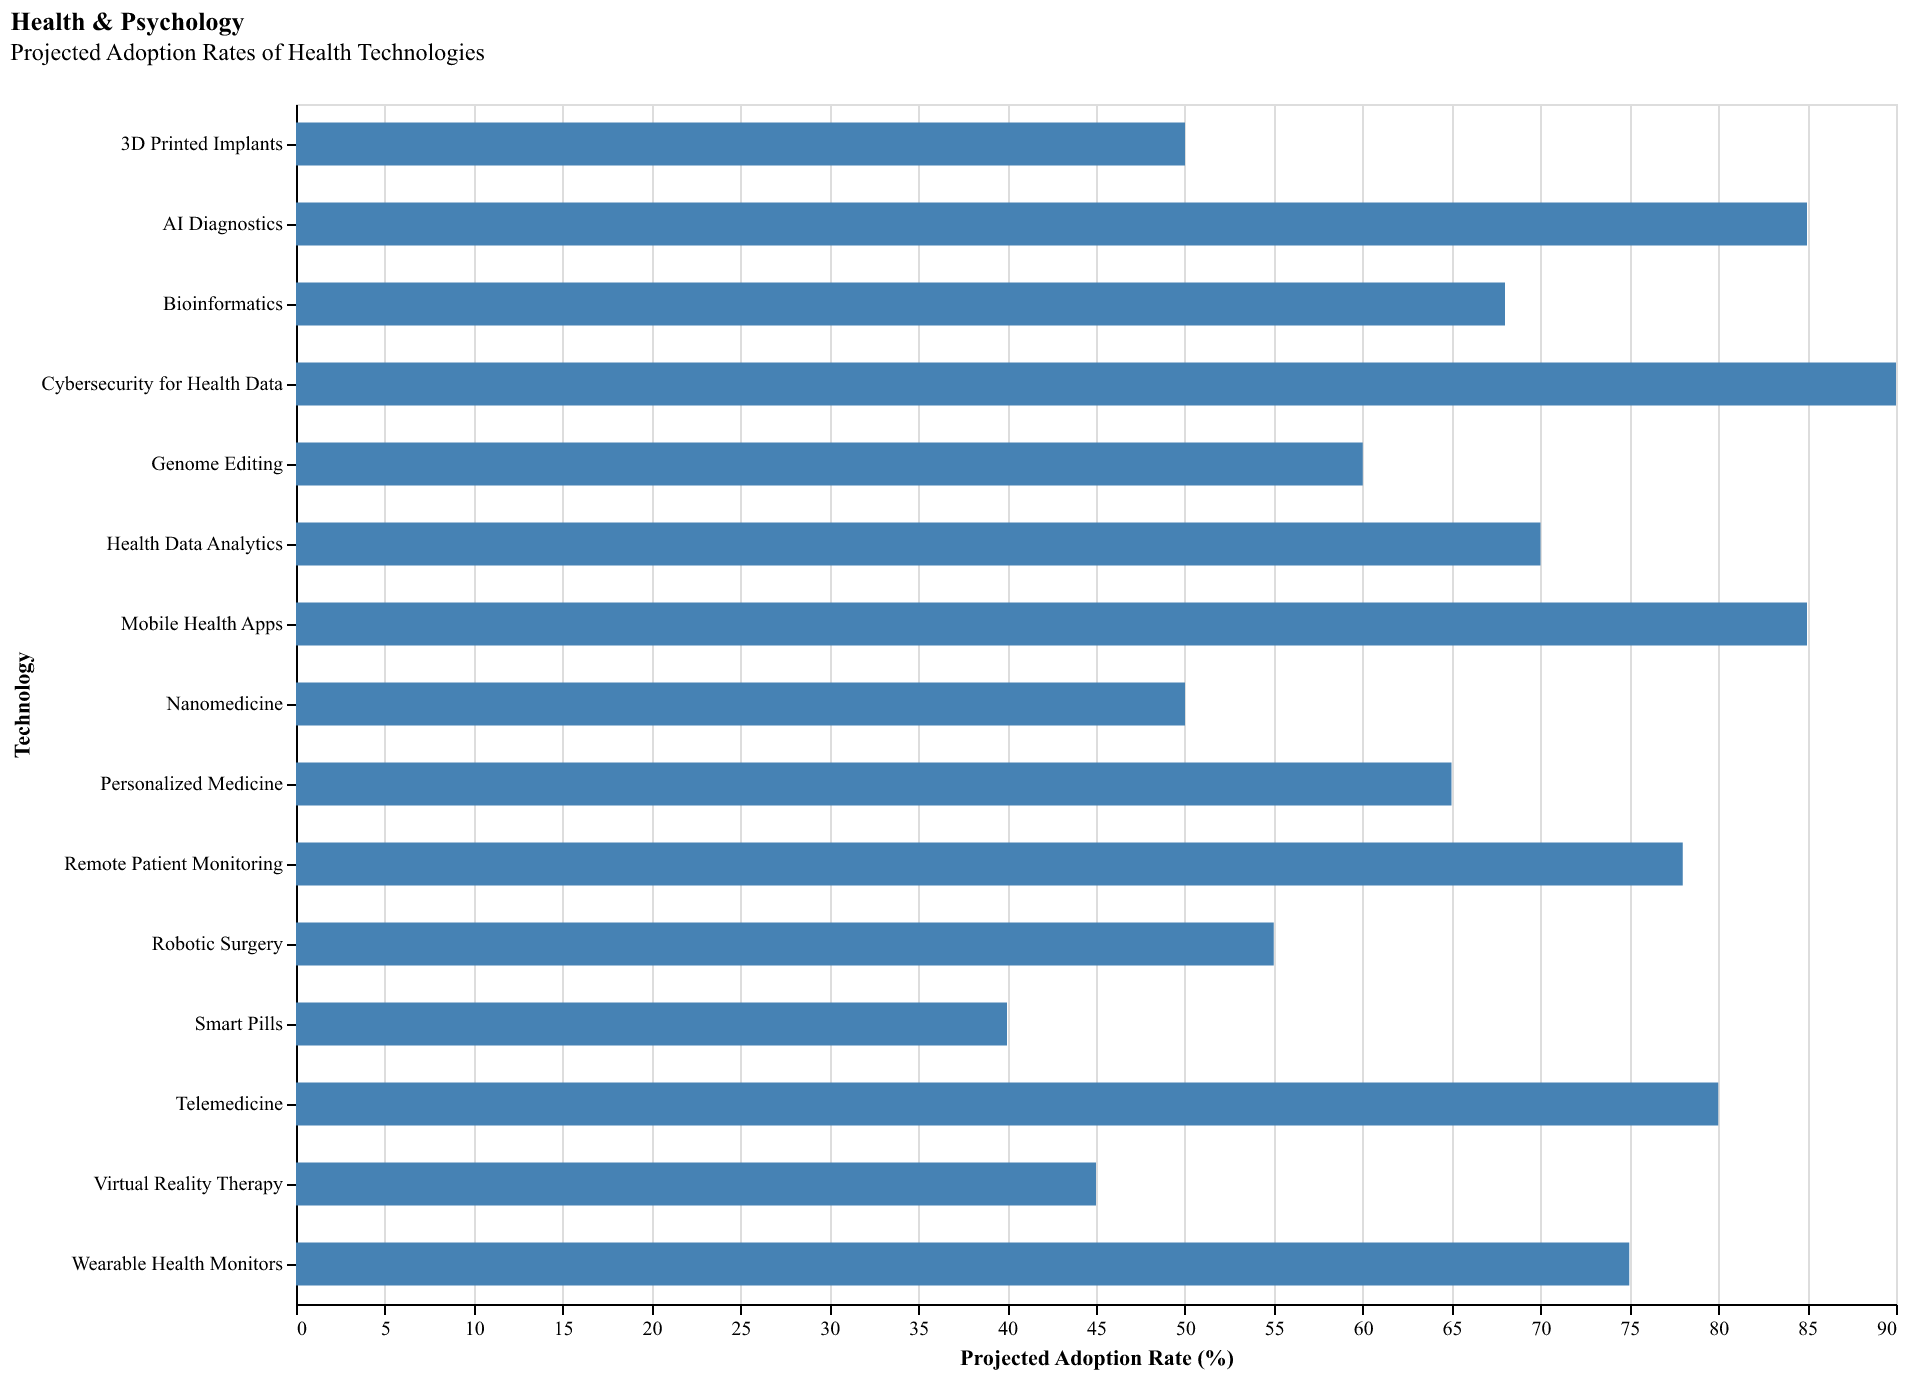 Health & Psychology
Projected Adoption Rates of Health Technologies
3D Printed Implants
AI Diagnostics
Bioinformatics
Cybersecurity for Health Data
Genome Editing
Health Data Analytics
Mobile Health Apps
Nanomedicine
Personalized Medicine
Remote Patient Monitoring
Robotic Surgery
Smart Pills
Telemedicine
Virtual Reality Therapy
Wearable Health Monitors
Technology
0 5 10 15 20 25 30 35 40 45 50 55 60 65 70 75 80 85 90
Projected Adoption Rate (%)